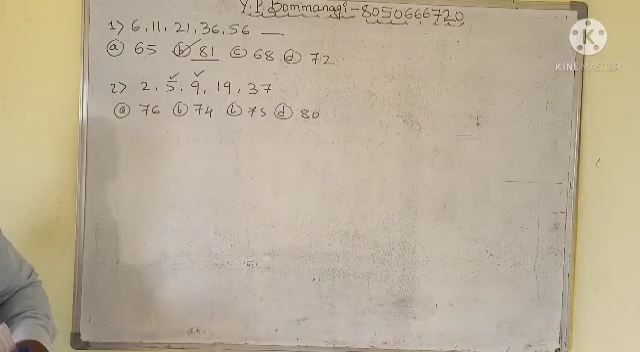 Y. B Bommanagi - 8050666720
1) 6, 11, 21, 36, 56 __
(a) 65 (b) 81 (c) 68 (d) 72
2) 2, 5, 9, 19, 37
(a) 76 (b) 74 (b) 75 (d) 80
KINEMASTER